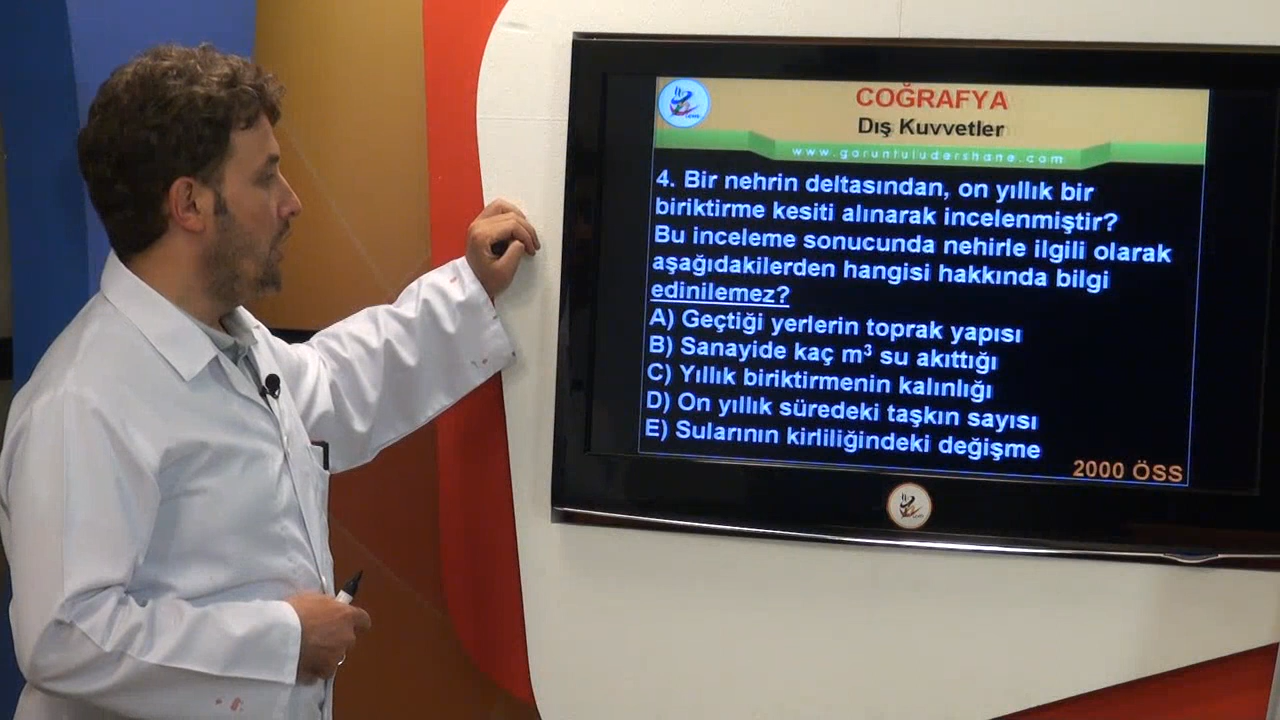 COĞRAFYA
Dış Kuvvetler
www.goruntuludershane.com
4. Bir nehrin deltasından, on yıllık bir
biriktirme kesiti alınarak incelenmiştir?
Bu inceleme sonucunda nehirle ilgili olarak
aşağıdakilerden hangisi hakkında bilgi
edinilemez?
A) Geçtiği yerlerin toprak yapısı
B) Sanayide kaç m³ su akıttığı
C) Yıllık biriktirmenin kalınlığı
D) On yıllık süredeki taşkın sayısı
E) Sularının kirliliğindeki değişme
2000 ÖSS